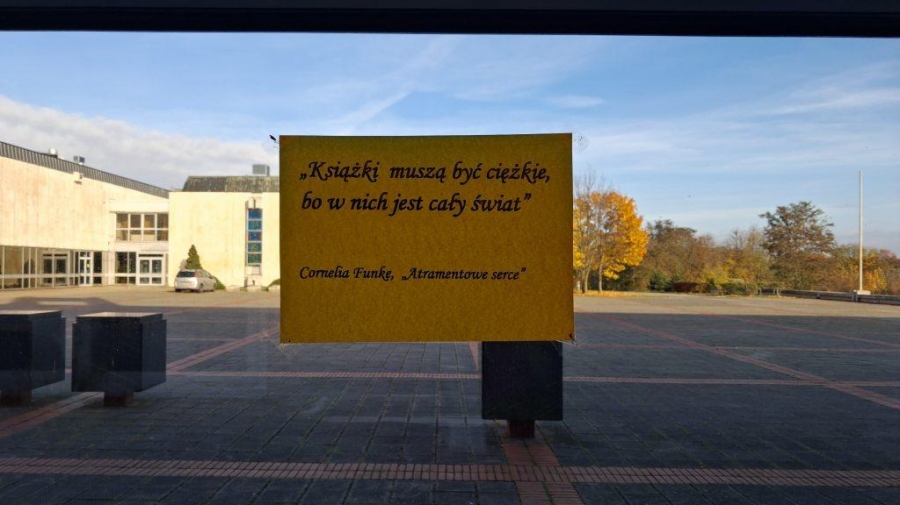 „Książki muszą być ciężkie,
bo w nich jest cały świat”
Cornelia Funke, „Atramentowe serce”